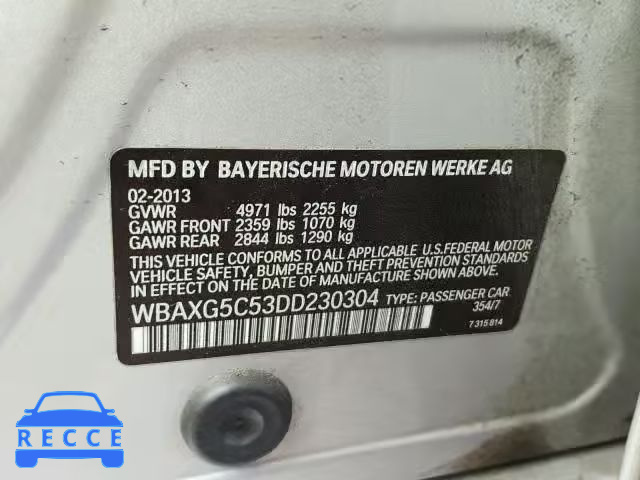 MFD BY BAYERISCHE MOTOREN WERKE AG
02-2013
GVWR 4971 lbs 2255 kg
GAWR FRONT 2359 lbs 1070 kg
GAWR REAR 2844 lbs 1290 kg
THIS VEHICLE CONFORMS TO ALL APPLICABLE U.S.FEDERAL MOTOR
VEHICLE SAFETY, BUMPER AND THEFT PREVENTION STANDARDS
IN EFFECT ON THE DATE OF MANUFACTURE SHOWN ABOVE.
WBAXG5C53DD230304 TYPE: PASSENGER CAR
354/7
7 315 814
RECCE